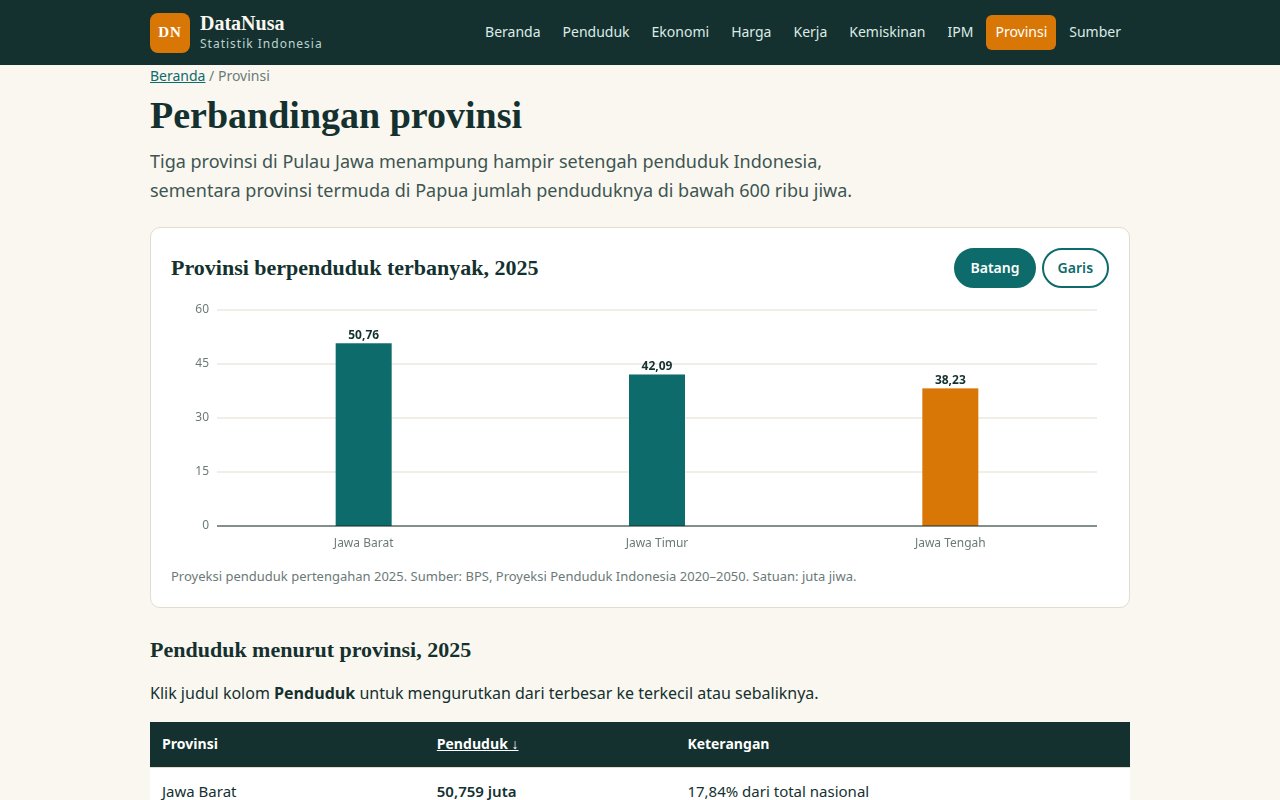 DN
DataNusa
Statistik Indonesia
Beranda Penduduk Ekonomi Harga Kerja Kemiskinan IPM Provinsi Sumber
Beranda / Provinsi
Perbandingan provinsi
Tiga provinsi di Pulau Jawa menampung hampir setengah penduduk Indonesia,
sementara provinsi termuda di Papua jumlah penduduknya di bawah 600 ribu jiwa.
Provinsi berpenduduk terbanyak, 2025
Batang Garis
60
45
30
15
0
50,76
42,09
38,23
Jawa Barat Jawa Timur Jawa Tengah
Proyeksi penduduk pertengahan 2025. Sumber: BPS, Proyeksi Penduduk Indonesia 2020–2050. Satuan: juta jiwa.
Penduduk menurut provinsi, 2025
Klik judul kolom Penduduk untuk mengurutkan dari terbesar ke terkecil atau sebaliknya.
Provinsi Penduduk ↓ Keterangan
Jawa Barat 50,759 juta 17,84% dari total nasional